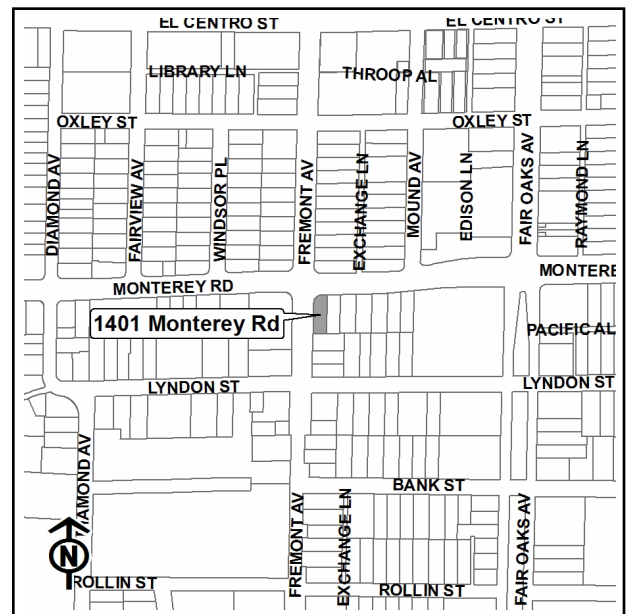 EL CENTRO ST
EL CENTRO ST
LIBRARY LN
THROOP AL
OXLEY ST
OXLEY ST
DIAMOND AV
FAIRVIEW AV
WINDSOR PL
FREMONT AV
EXCHANGE LN
MOUND AV
EDISON LN
FAIR OAKS AV
RAYMOND LN
MONTEREY RD
MONTERE
1401 Monterey Rd
PACIFIC AL
LYNDON ST
LYNDON ST
AMOND AV
BANK ST
FREMONT AV
EXCHANGE LN
FAIR OAKS AV
N
ROLLIN ST
ROLLIN ST